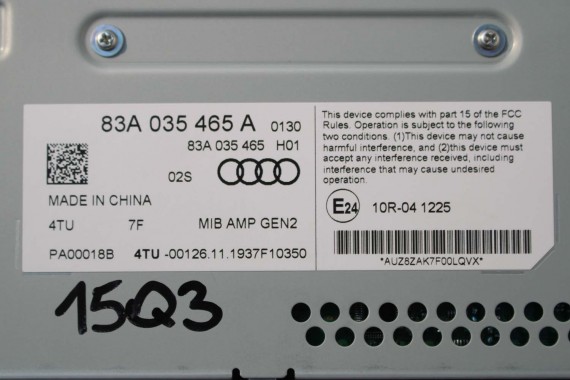 83A 035 465 A 0130
83A 035 465 H01
02S
MADE IN CHINA
4TU 7F MIB AMP GEN2
PA00018B 4TU -00126.11.1937F10350
This device complies with part 15 of the FCC
Rules. Operation is subject to the following
two conditions. (1)This device may not cause
harmful interference, and (2)this device must
accept any interference received, including
interference that may cause undesired
operation.
E24 10R-04 1225
*AUZ8ZAK7F00LQVX*
15Q3